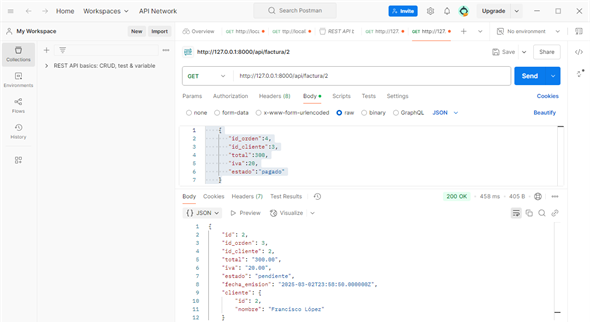 Home Workspaces API Network Search Postman Invite Upgrade
My Workspace New Import Overview GET http://loc GET REST API GET http://127. GET http://127. No environment
Collections
REST API basics: CRUD, test & variable
http://127.0.0.1:8000/api/factura/2 Save Share
Environments
GET http://127.0.0.1:8000/api/factura/2 Send
Flows
Params Authorization Headers (8) Body Scripts Tests Settings Cookies
History
none form-data x-www-form-urlencoded raw binary GraphQL JSON Beautify
1 {
2 "id_orden":4,
3 "id_cliente":3,
4 "total":300,
5 "iva":20,
6 "estado":"pagado"
7 }
Body Cookies Headers (7) Test Results 200 OK 458 ms 405 B
{} JSON Preview Visualize
1 {
2 "id": 2,
3 "id_orden": 3,
4 "id_cliente": 2,
5 "total": "300.00",
6 "iva": "20.00",
7 "estado": "pendiente",
8 "fecha_emision": "2025-03-02T23:58:50.000000Z",
9 "cliente": {
10 "id": 2,
11 "nombre": "Francisco López"
12 }